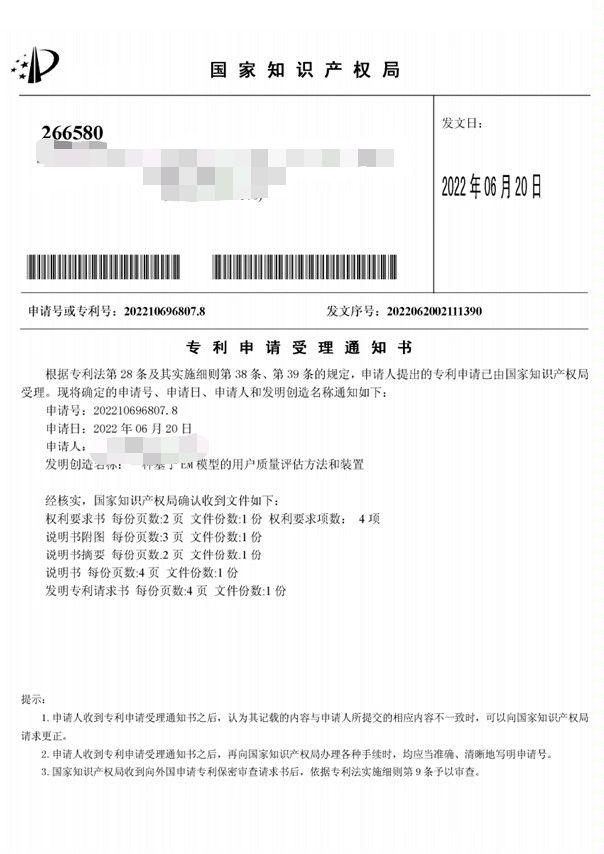 国家知识产权局
266580
发文日:
2022年06月20日
申请号或专利号: 202210696807.8
发文序号: 2022062002111390
专利申请受理通知书
根据专利法第28条及其实施细则第38条、第39条的规定,申请人提出的专利申请已由国家知识产权局
受理。现将确定的申请号、申请日、申请人和发明创造名称通知如下:
申请号: 202210696807.8
申请日: 2022年06月20日
申请人:
发明创造名称: 一种基于EM模型的用户质量评估方法和装置
经核实,国家知识产权局确认收到文件如下:
权利要求书 每份页数:2页 文件份数:1份 权利要求项数: 4项
说明书附图 每份页数:3页 文件份数:1份
说明书摘要 每份页数:2页 文件份数:1份
说明书 每份页数:4页 文件份数:1份
发明专利请求书 每份页数:4页 文件份数:1份
提示:
1.申请人收到专利申请受理通知书之后,认为其记载的内容与申请人所提交的相应内容不一致时,可以向国家知识产权局
请求更正。
2.申请人收到专利申请受理通知书之后,再向国家知识产权局办理各种手续时,均应当准确、清晰地写明申请号。
3.国家知识产权局收到向外国申请专利保密审查请求书后,依据专利法实施细则第9条予以审查。